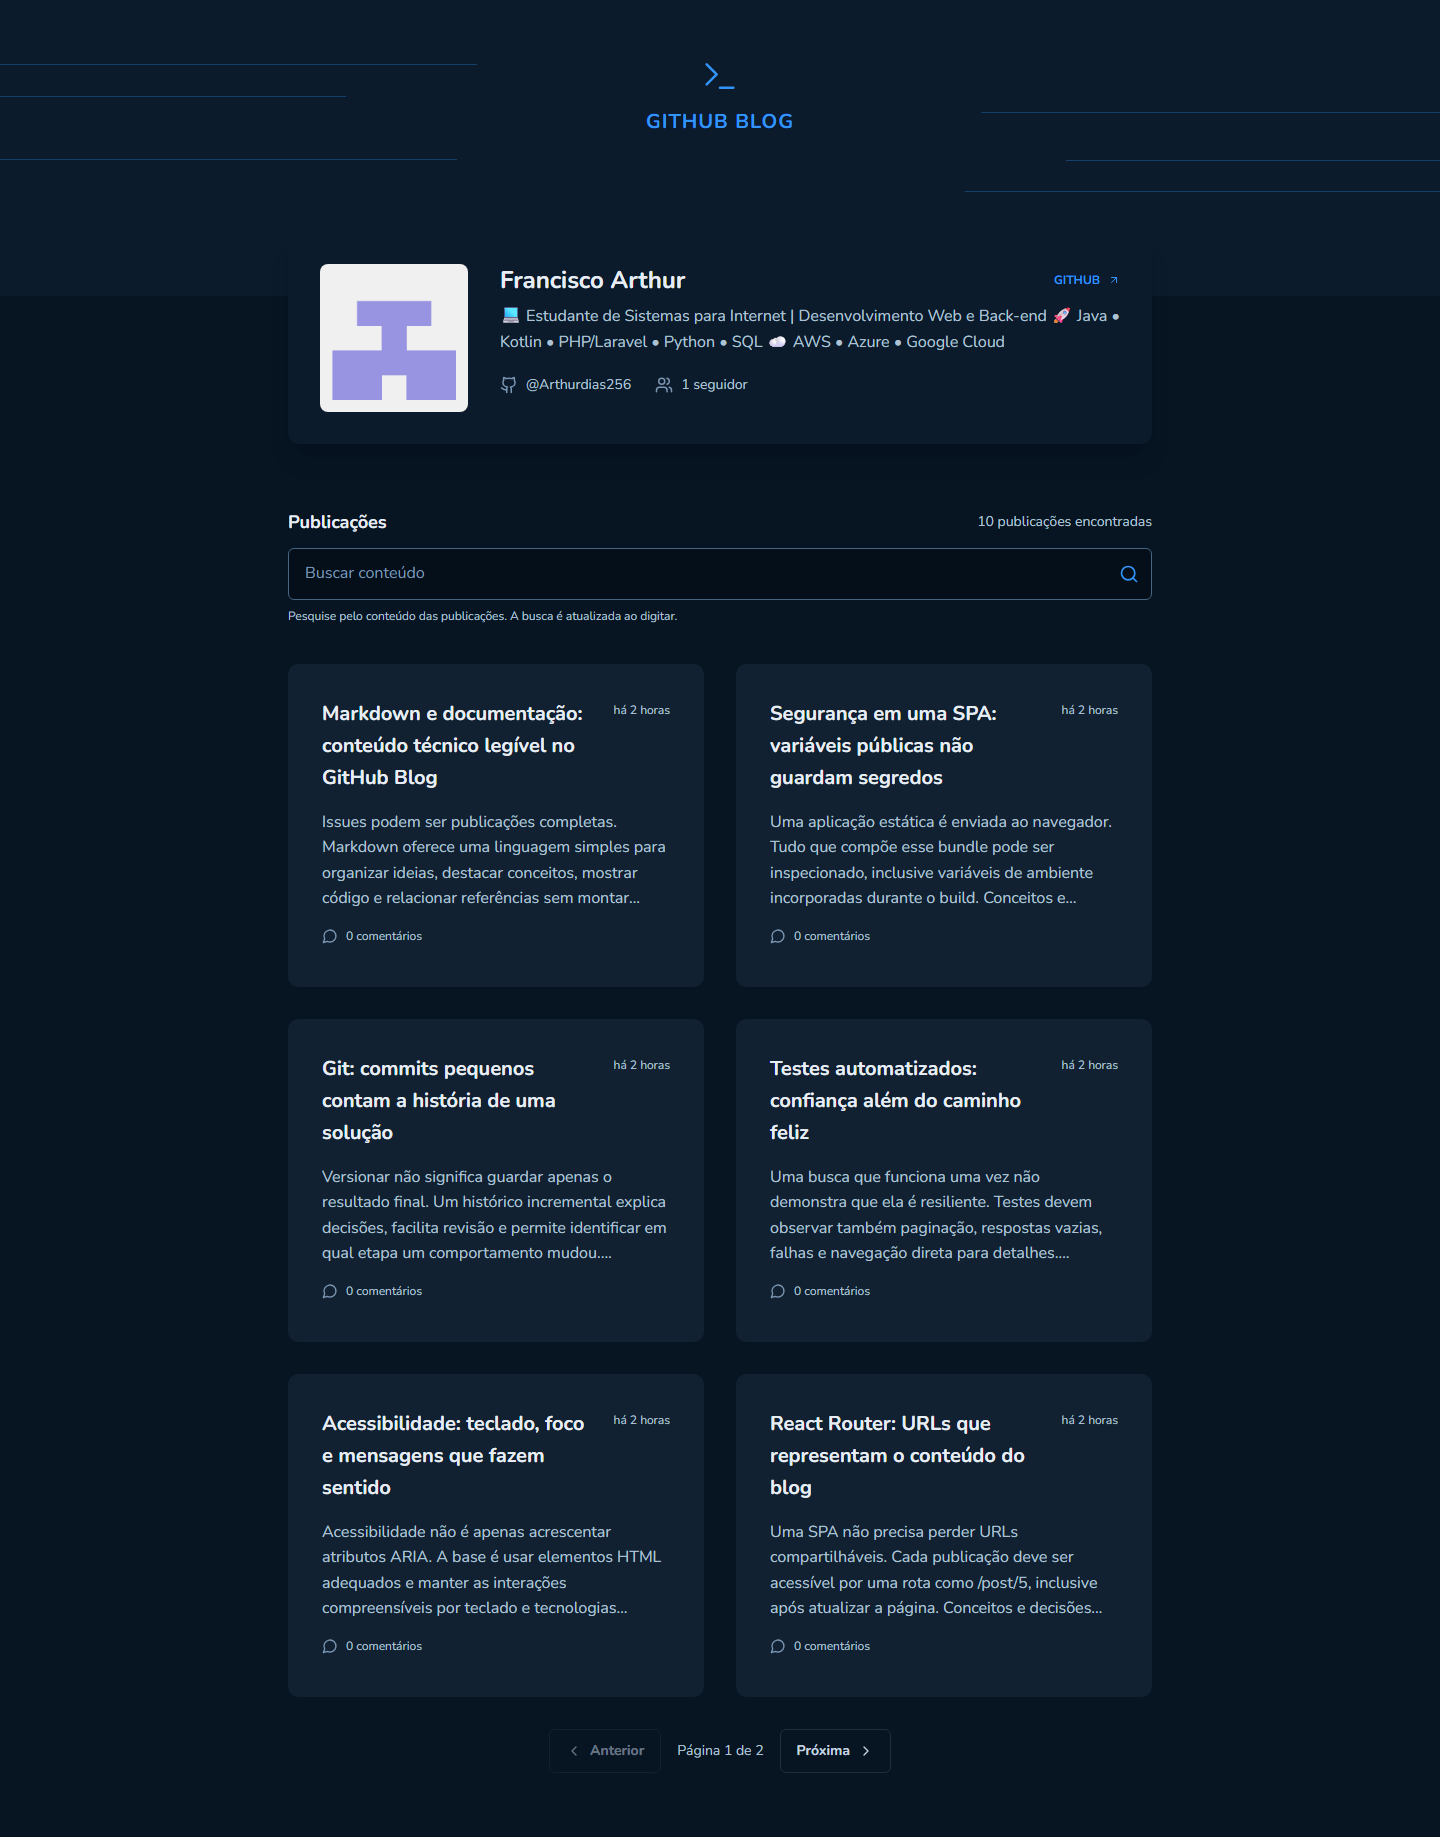 GITHUB BLOG
Francisco Arthur
GITHUB
💻 Estudante de Sistemas para Internet | Desenvolvimento Web e Back-end 🚀 Java •
Kotlin • PHP/Laravel • Python • SQL ☁️ AWS • Azure • Google Cloud
@Arthurdias256
1 seguidor
Publicações
10 publicações encontradas
Buscar conteúdo
Pesquise pelo conteúdo das publicações. A busca é atualizada ao digitar.
Markdown e documentação:
conteúdo técnico legível no
GitHub Blog
há 2 horas
Issues podem ser publicações completas.
Markdown oferece uma linguagem simples para
organizar ideias, destacar conceitos, mostrar
código e relacionar referências sem montar...
0 comentários
Segurança em uma SPA:
variáveis públicas não
guardam segredos
há 2 horas
Uma aplicação estática é enviada ao navegador.
Tudo que compõe esse bundle pode ser
inspecionado, inclusive variáveis de ambiente
incorporadas durante o build. Conceitos e...
0 comentários
Git: commits pequenos
contam a história de uma
solução
há 2 horas
Versionar não significa guardar apenas o
resultado final. Um histórico incremental explica
decisões, facilita revisão e permite identificar em
qual etapa um comportamento mudou....
0 comentários
Testes automatizados:
confiança além do caminho
feliz
há 2 horas
Uma busca que funciona uma vez não
demonstra que ela é resiliente. Testes devem
observar também paginação, respostas vazias,
falhas e navegação direta para detalhes....
0 comentários
Acessibilidade: teclado, foco
e mensagens que fazem
sentido
há 2 horas
Acessibilidade não é apenas acrescentar
atributos ARIA. A base é usar elementos HTML
adequados e manter as interações
compreensíveis por teclado e tecnologias...
0 comentários
React Router: URLs que
representam o conteúdo do
blog
há 2 horas
Uma SPA não precisa perder URLs
compartilháveis. Cada publicação deve ser
acessível por uma rota como /post/5, inclusive
após atualizar a página. Conceitos e decisões...
0 comentários
Anterior
Página 1 de 2
Próxima